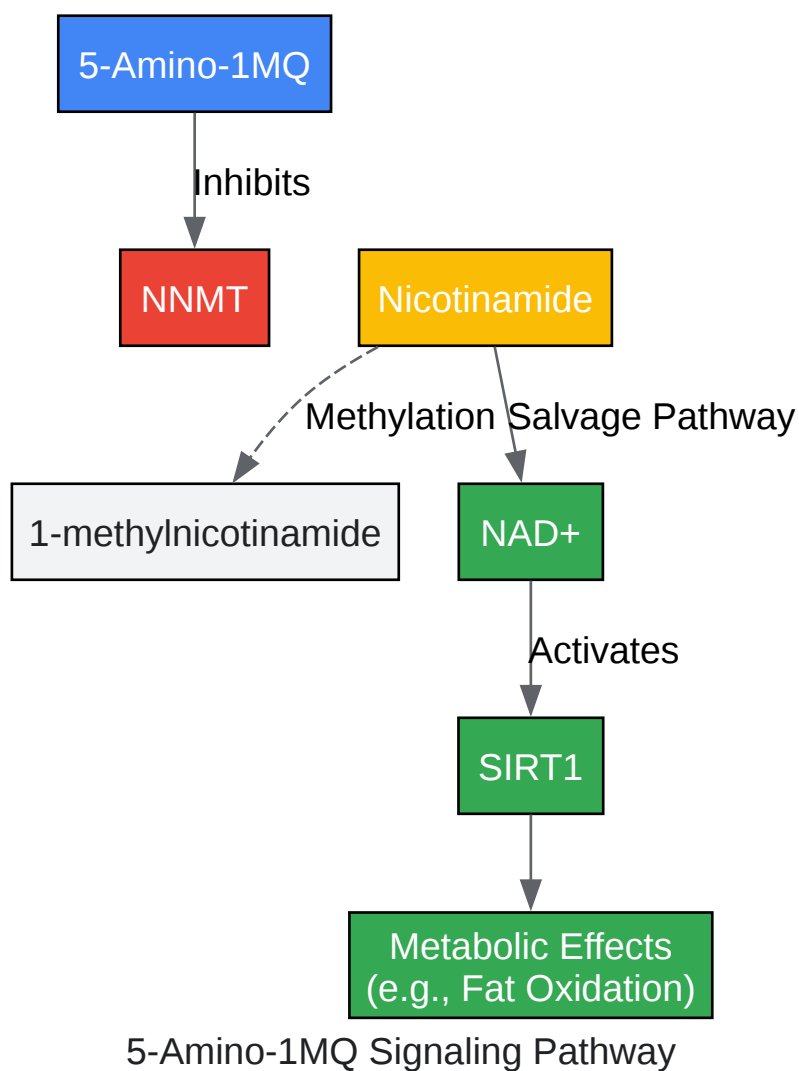 5-Amino-1MQ
Inhibits
NNMT
Nicotinamide
Methylation
Salvage Pathway
1-methylnicotinamide
NAD+
Activates
SIRT1
Metabolic Effects
(e.g., Fat Oxidation)
5-Amino-1MQ Signaling Pathway